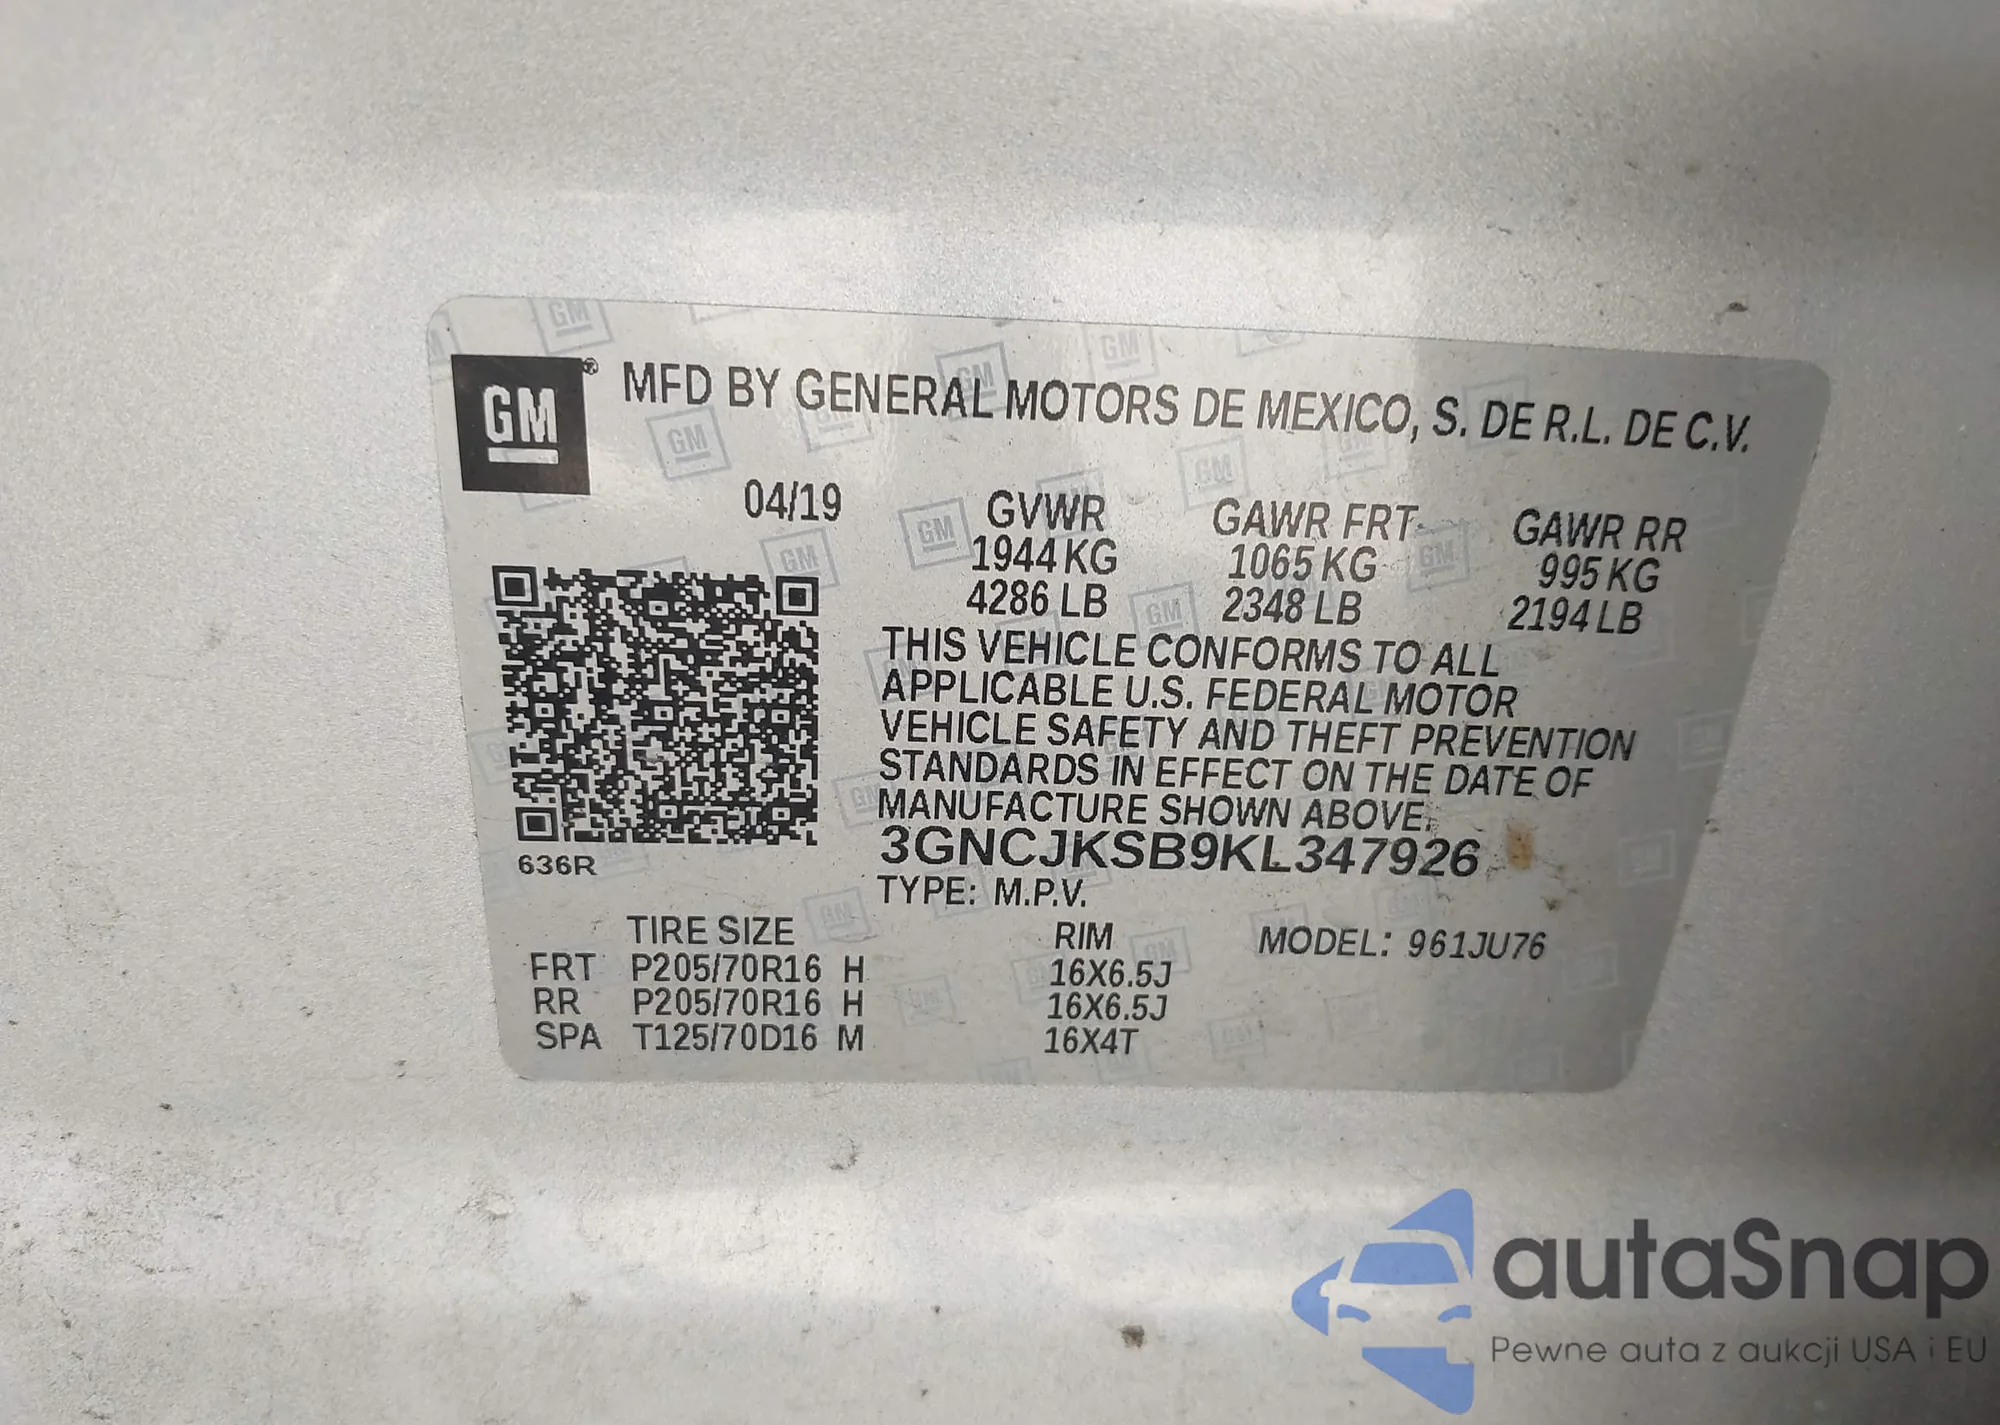 GM ® MFD BY GENERAL MOTORS DE MEXICO, S. DE R.L. DE C.V.
04/19 GVWR GAWR FRT GAWR RR
1944 KG 1065 KG 995 KG
4286 LB 2348 LB 2194 LB
THIS VEHICLE CONFORMS TO ALL
APPLICABLE U.S. FEDERAL MOTOR
VEHICLE SAFETY AND THEFT PREVENTION
STANDARDS IN EFFECT ON THE DATE OF
MANUFACTURE SHOWN ABOVE.
3GNCJKSB9KL347926
636R
TYPE: M.P.V.
TIRE SIZE RIM MODEL: 961JU76
FRT P205/70R16 H 16X6.5J
RR P205/70R16 H 16X6.5J
SPA T125/70D16 M 16X4T
autaSnap
Pewne auta z aukcji USA i EU